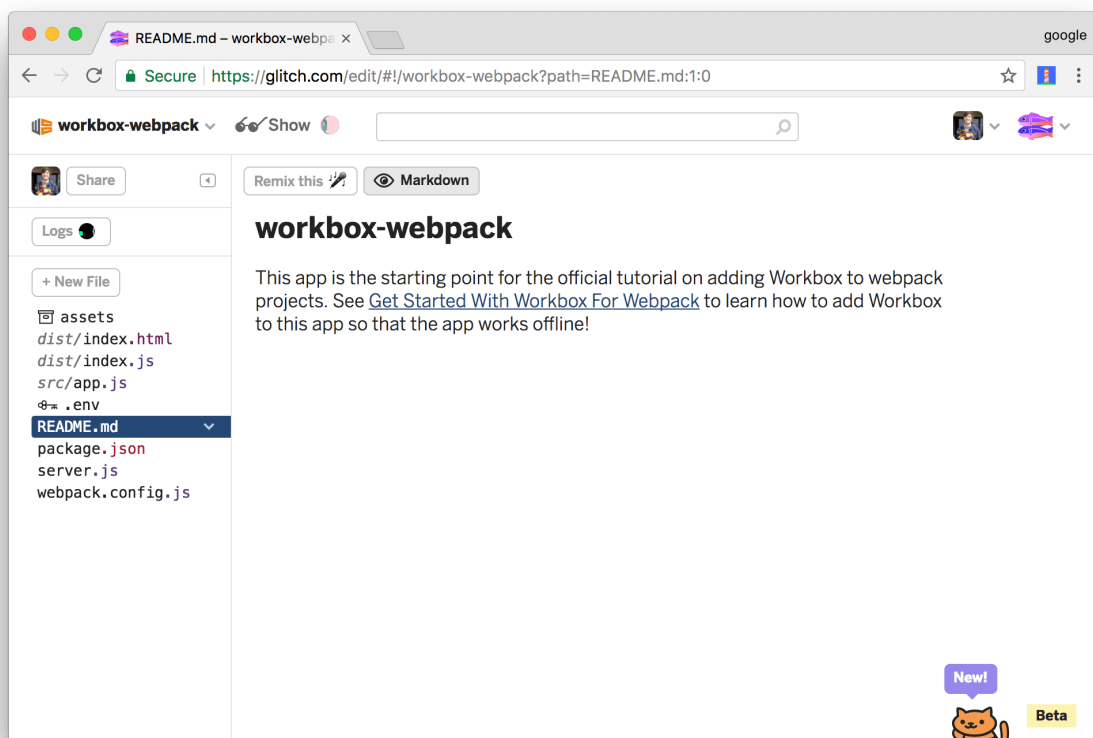 README.md – workbox-webpa
google
Secure https://glitch.com/edit/#!/workbox-webpack?path=README.md:1:0
workbox-webpack Show
Share
Remix this Markdown
Logs
workbox-webpack
This app is the starting point for the official tutorial on adding Workbox to webpack
projects. See Get Started With Workbox For Webpack to learn how to add Workbox
to this app so that the app works offline!
+ New File
assets
dist/index.html
dist/index.js
src/app.js
.env
README.md
package.json
server.js
webpack.config.js
New!
Beta